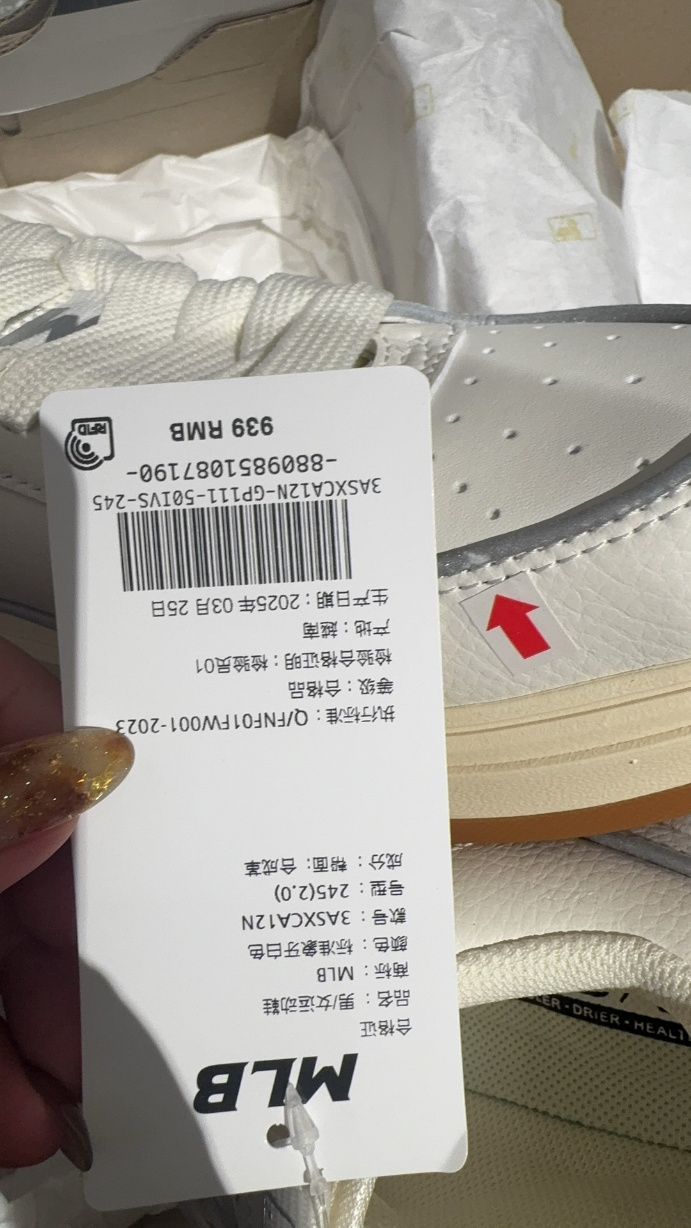 MLB
合格证
品名：男/女运动鞋
商标：MLB
颜色：标准象牙白色
款号：3ASXCA12N
号型：245(2.0)
成分：帮面：合成革
执行标准：Q/FNF01FW001-2023
等级：合格品
检验合格证明：检验员01
产地：越南
生产日期：2025年 03月 25日
3ASXCA12N-GP111-50IVS-245
-8809851087190-
939 RMB
RFID
LER•DRIER•HEALT